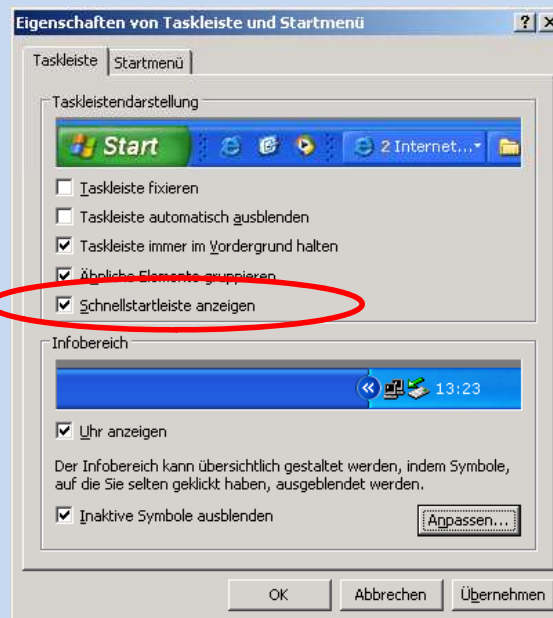 Eigenschaften von Taskleiste und Startmenü
Taskleiste
Startmenü
Taskleistendarstellung
Start
2 Internet...
Taskleiste fixieren
Taskleiste automatisch ausblenden
Taskleiste immer im Vordergrund halten
Ähnliche Elemente gruppieren
Schnellstartleiste anzeigen
Infobereich
13:23
Uhr anzeigen
Der Infobereich kann übersichtlich gestaltet werden, indem Symbole,
auf die Sie selten geklickt haben, ausgeblendet werden.
Inaktive Symbole ausblenden
Anpassen...
OK
Abbrechen
Übernehmen